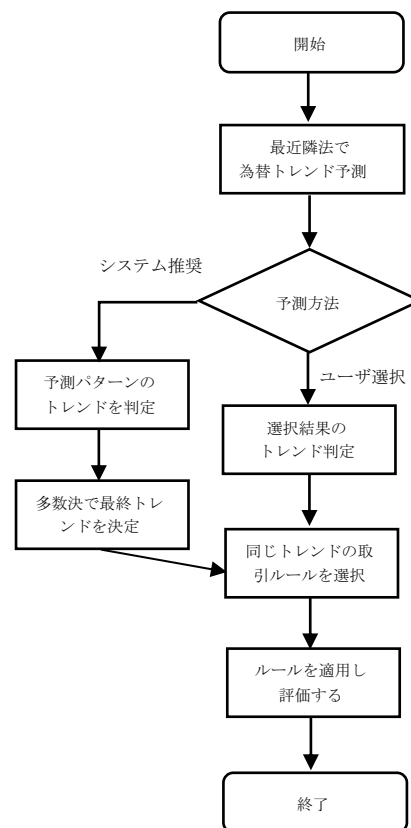 開始
最近隣法で
為替トレンド予測
システム推奨
予測方法
ユーザ選択
予測パターンの
トレンドを判定
選択結果の
トレンド判定
多数決で最終トレ
ンドを決定
同じトレンドの取
引ルールを選択
ルールを適用し
評価する
終了